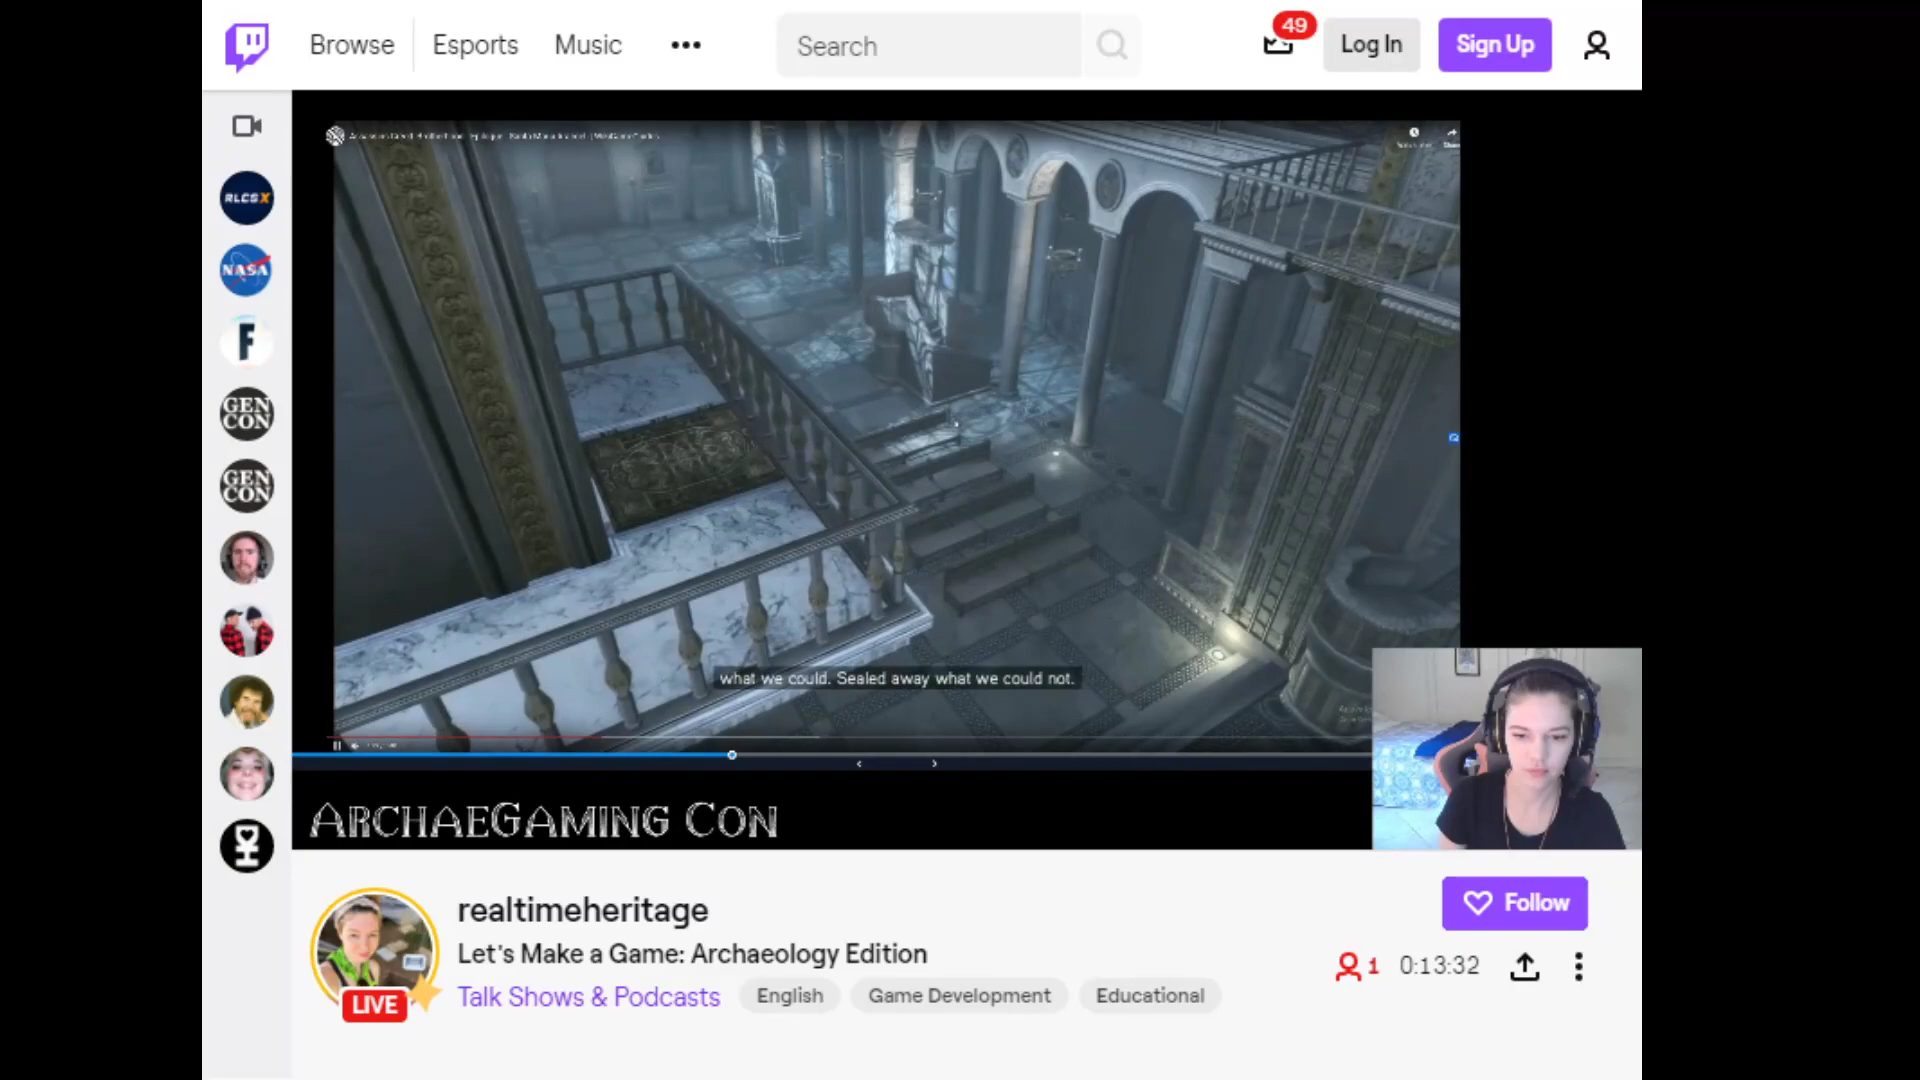 Browse
Esports
Music
Search
49
Log In
Sign Up
RLCS X
NASA
F
GEN
CON
GEN
CON
what we could. Sealed away what we could not.
ARCHAEGAMING CON
realtimeheritage
Let's Make a Game: Archaeology Edition
Talk Shows & Podcasts
English
Game Development
Educational
LIVE
Follow
1
0:13:32